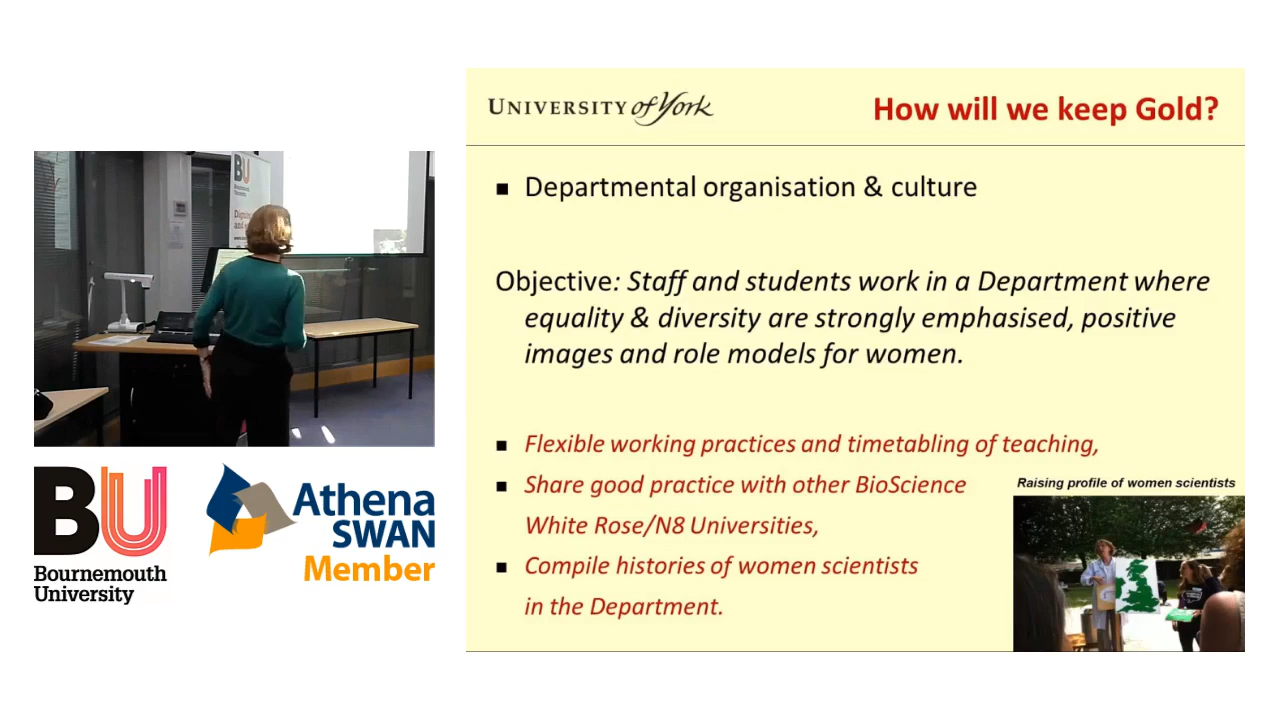 UNIVERSITY of York
How will we keep Gold?
Departmental organisation & culture
Objective: Staff and students work in a Department where
equality & diversity are strongly emphasised, positive
images and role models for women.
Flexible working practices and timetabling of teaching,
Share good practice with other BioScience
White Rose/N8 Universities,
Compile histories of women scientists
in the Department.
Raising profile of women scientists
BU
BU
Bournemouth
University
Athena
SWAN
Member